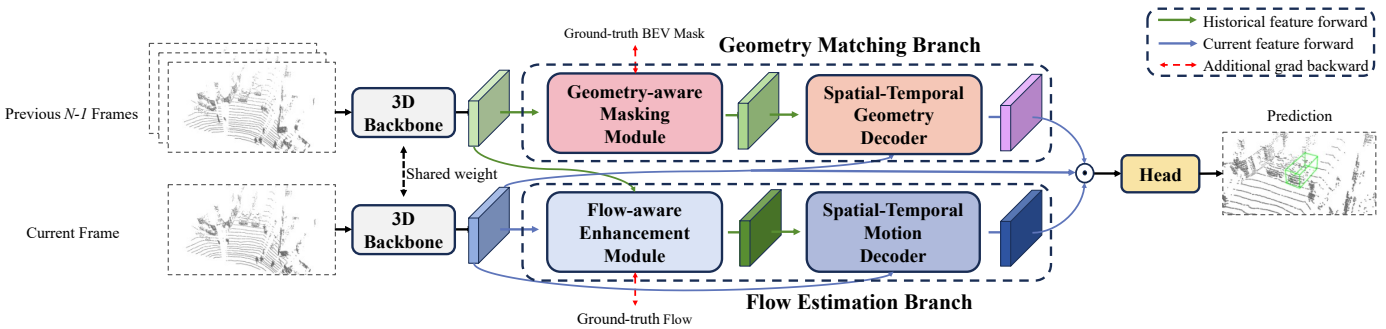 Ground-truth BEV Mask
Geometry Matching Branch
Historical feature forward
Current feature forward
Additional grad backward
Previous N-1 Frames
3D
Backbone
Geometry-aware
Masking
Module
Spatial-Temporal
Geometry
Decoder
Prediction
Shared weight
Head
Current Frame
3D
Backbone
Flow-aware
Enhancement
Module
Spatial-Temporal
Motion
Decoder
Flow Estimation Branch
Ground-truth Flow